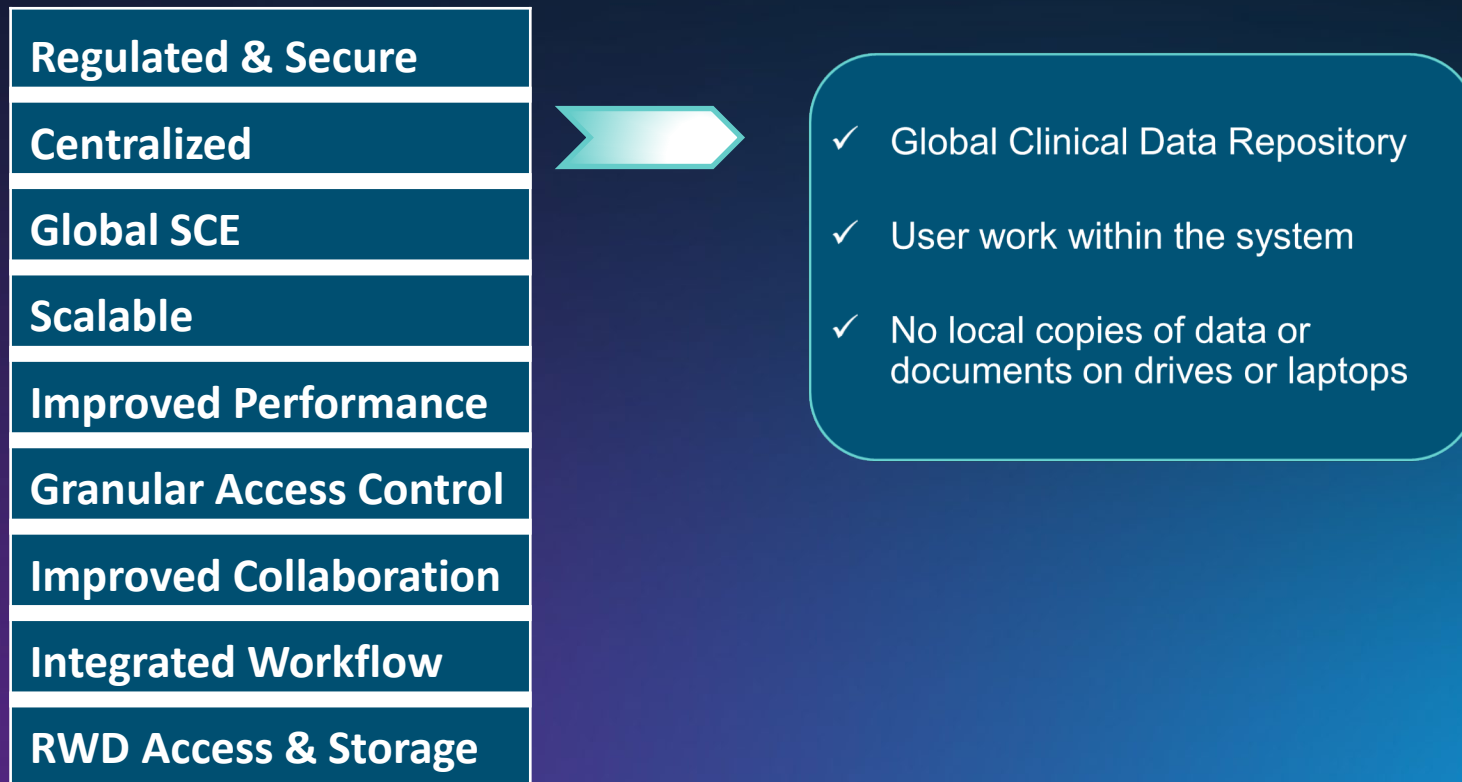 Regulated & Secure
Centralized
Global SCE
Scalable
Improved Performance
Granular Access Control
Improved Collaboration
Integrated Workflow
RWD Access & Storage
✓ Global Clinical Data Repository
✓ User work within the system
✓ No local copies of data or
documents on drives or laptops